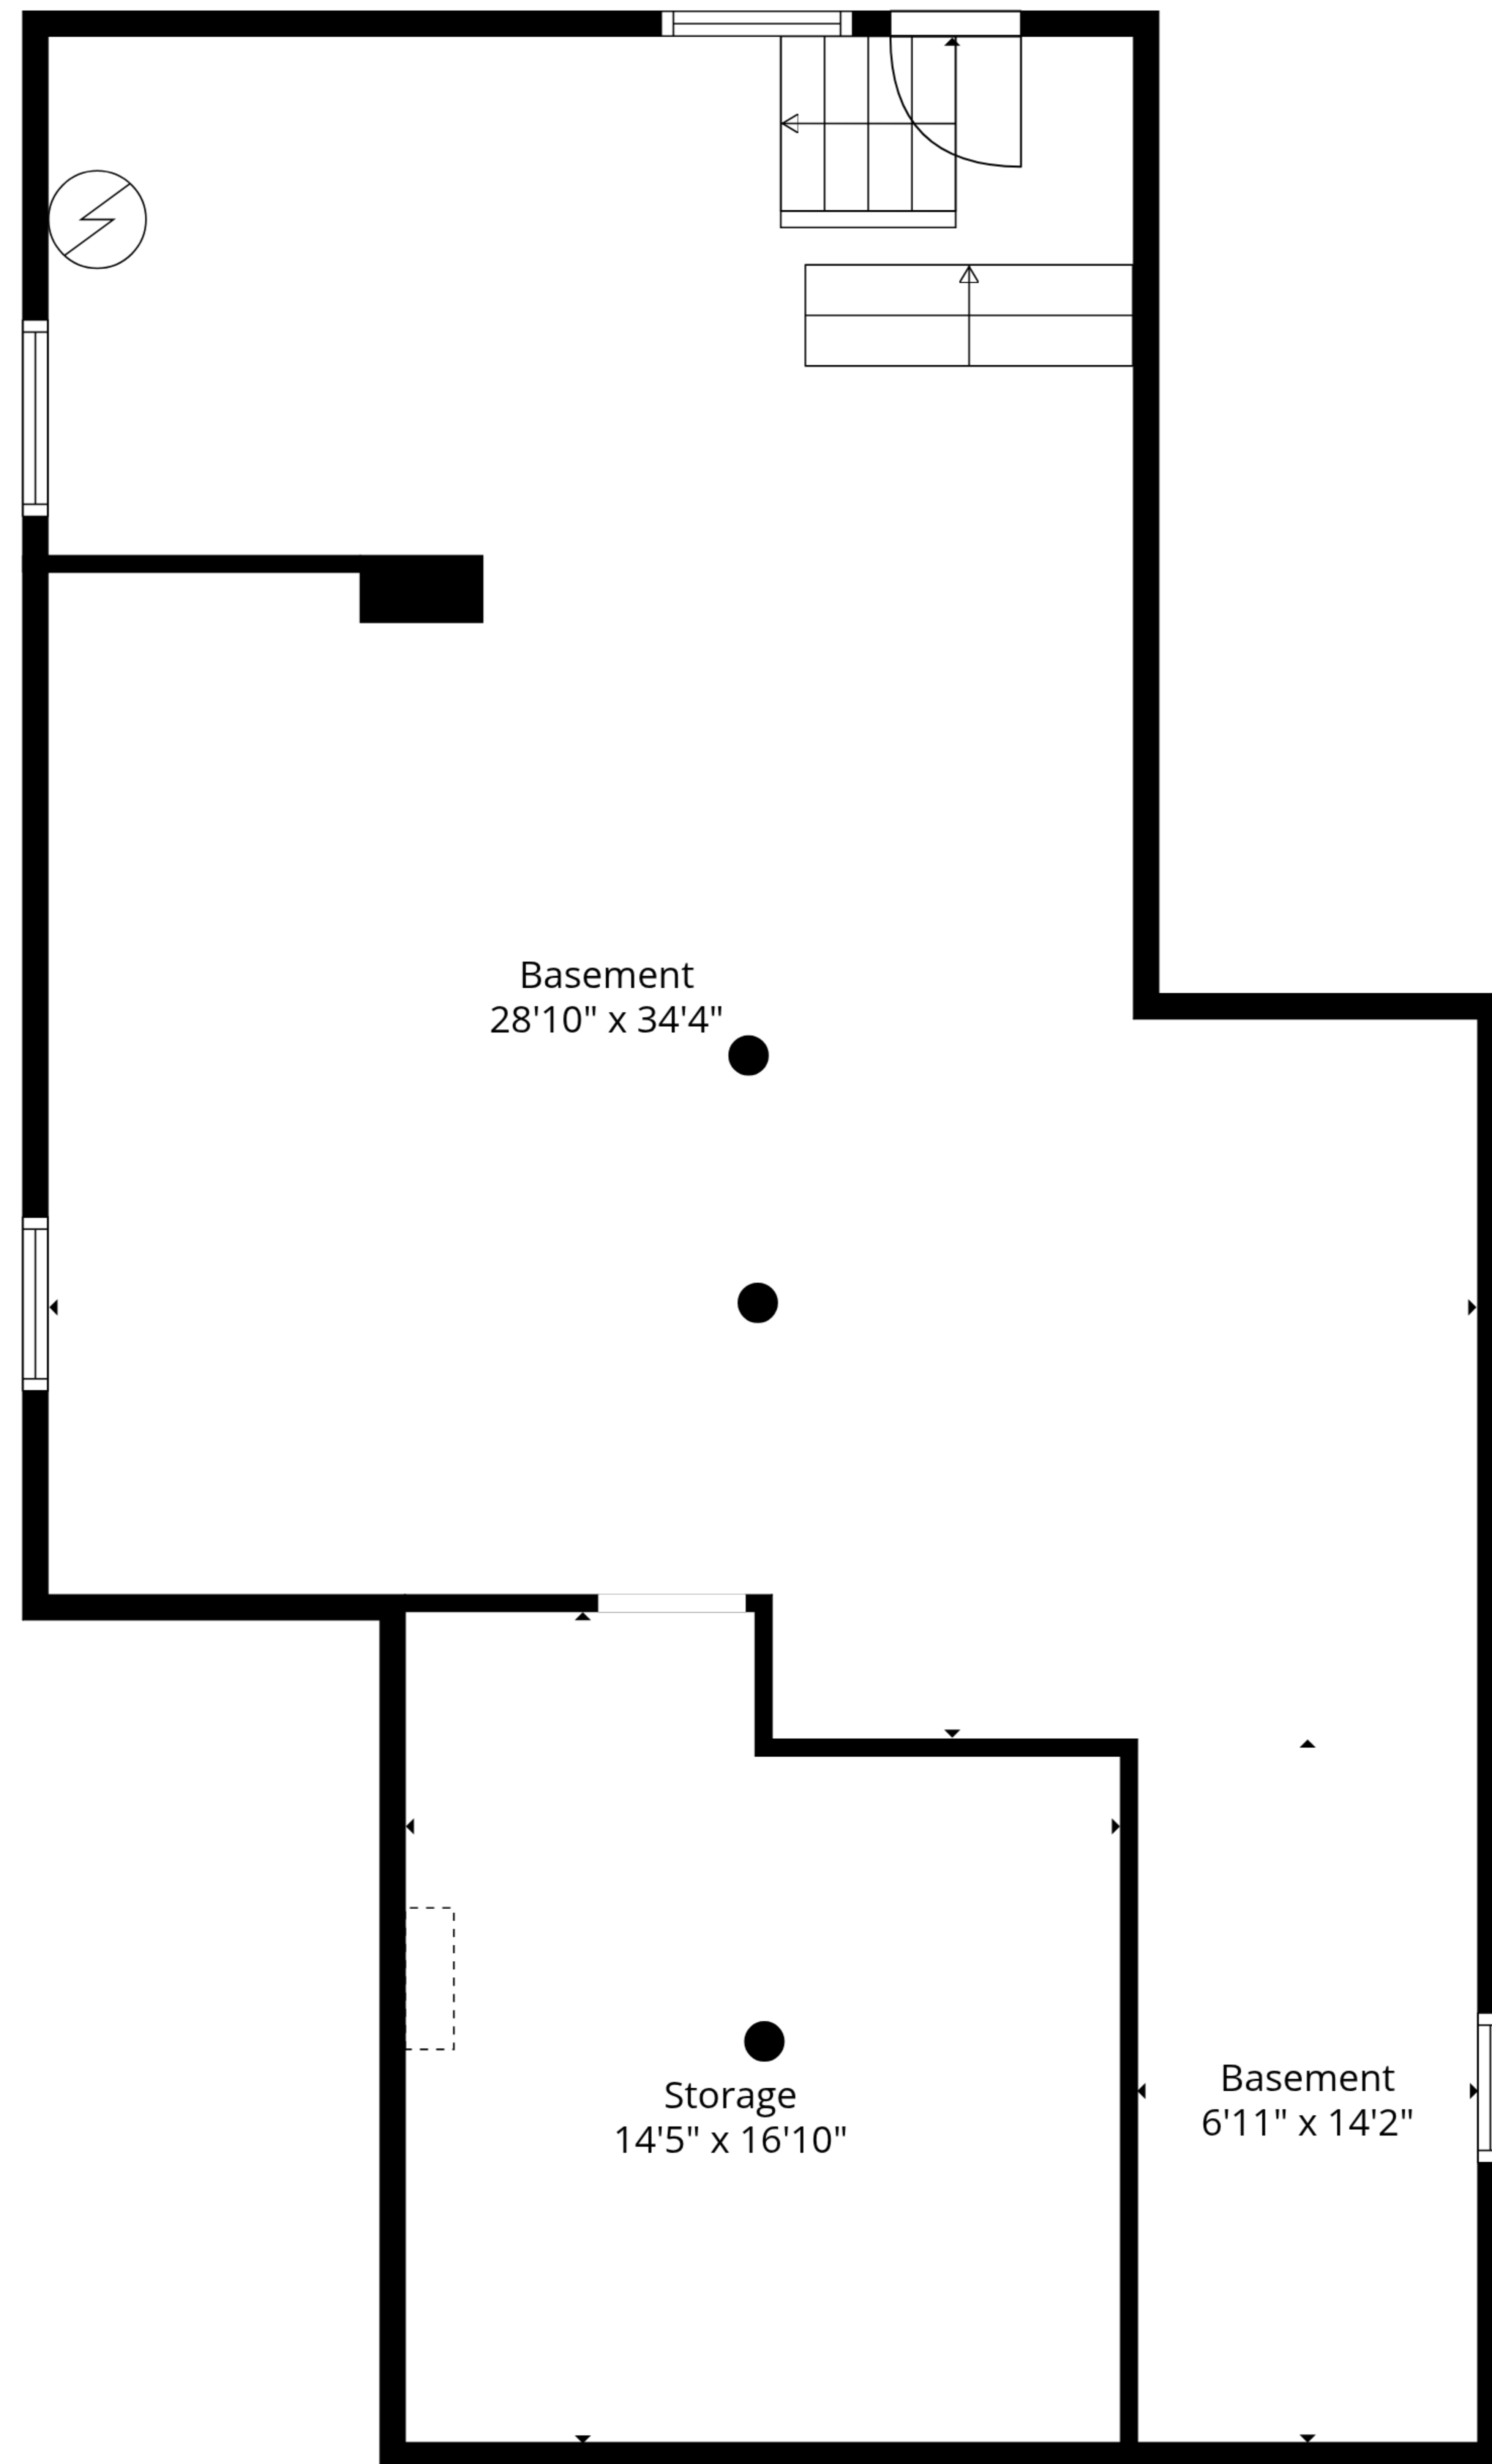 Basement
28'10" x 34'4"
Storage
14'5" x 16'10"
Basement
6'11" x 14'2"